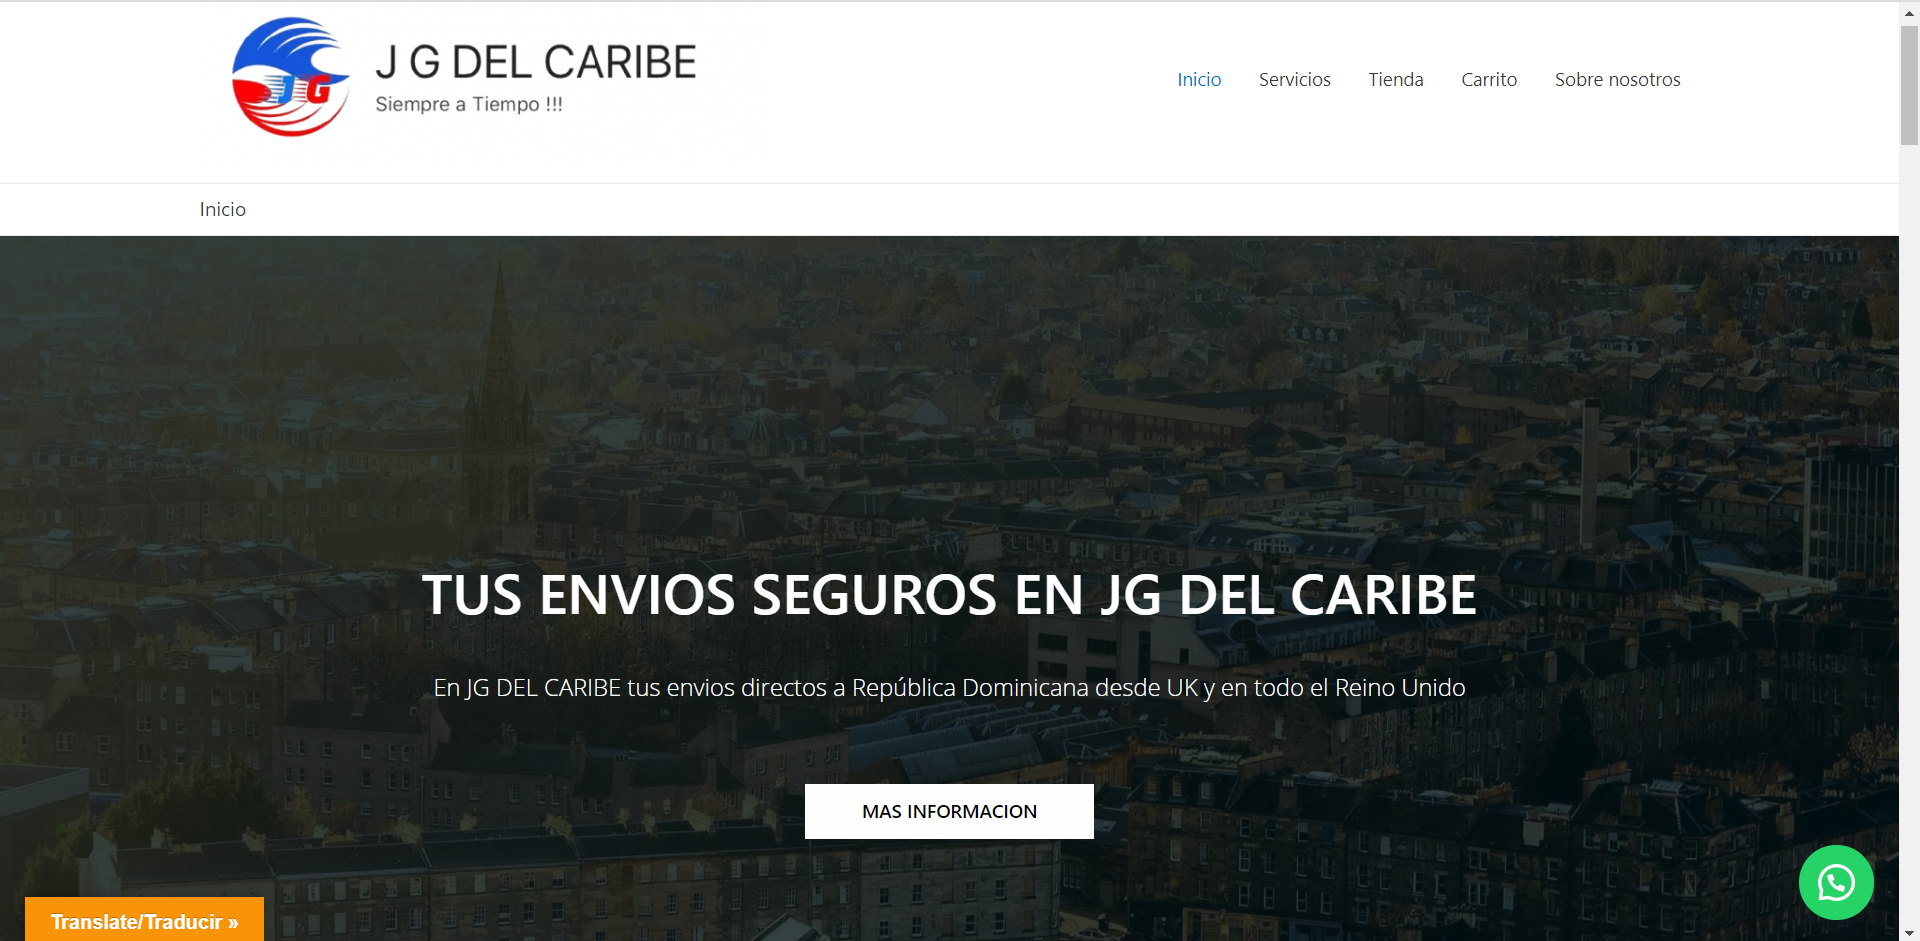 JG
J G DEL CARIBE
Siempre a Tiempo !!!
Inicio
Servicios
Tienda
Carrito
Sobre nosotros
Inicio
TUS ENVIOS SEGUROS EN JG DEL CARIBE
En JG DEL CARIBE tus envios directos a República Dominicana desde UK y en todo el Reino Unido
MAS INFORMACION
Translate/Traducir »